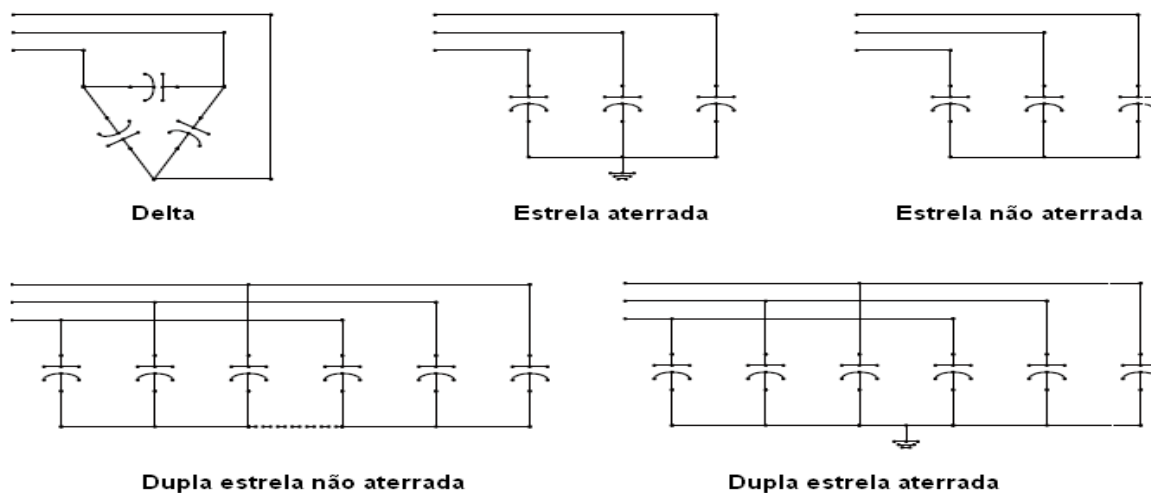 Delta
Estrela aterrada
Estrela não aterrada
Dupla estrela não aterrada
Dupla estrela aterrada